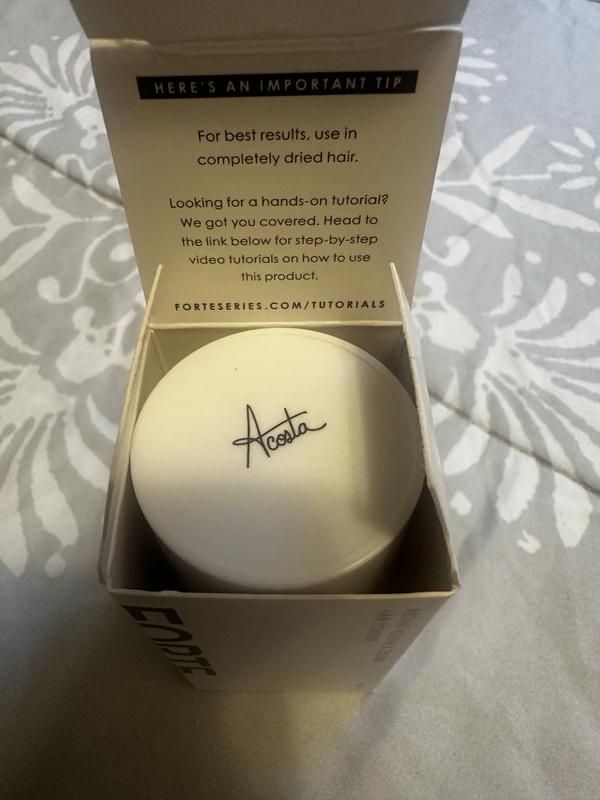 HERE'S AN IMPORTANT TIP
For best results, use in
completely dried hair.
Looking for a hands-on tutorial?
We got you covered. Head to
the link below for step-by-step
video tutorials on how to use
this product.
FORTESERIES.COM/TUTORIALS
Acosta
FORTE